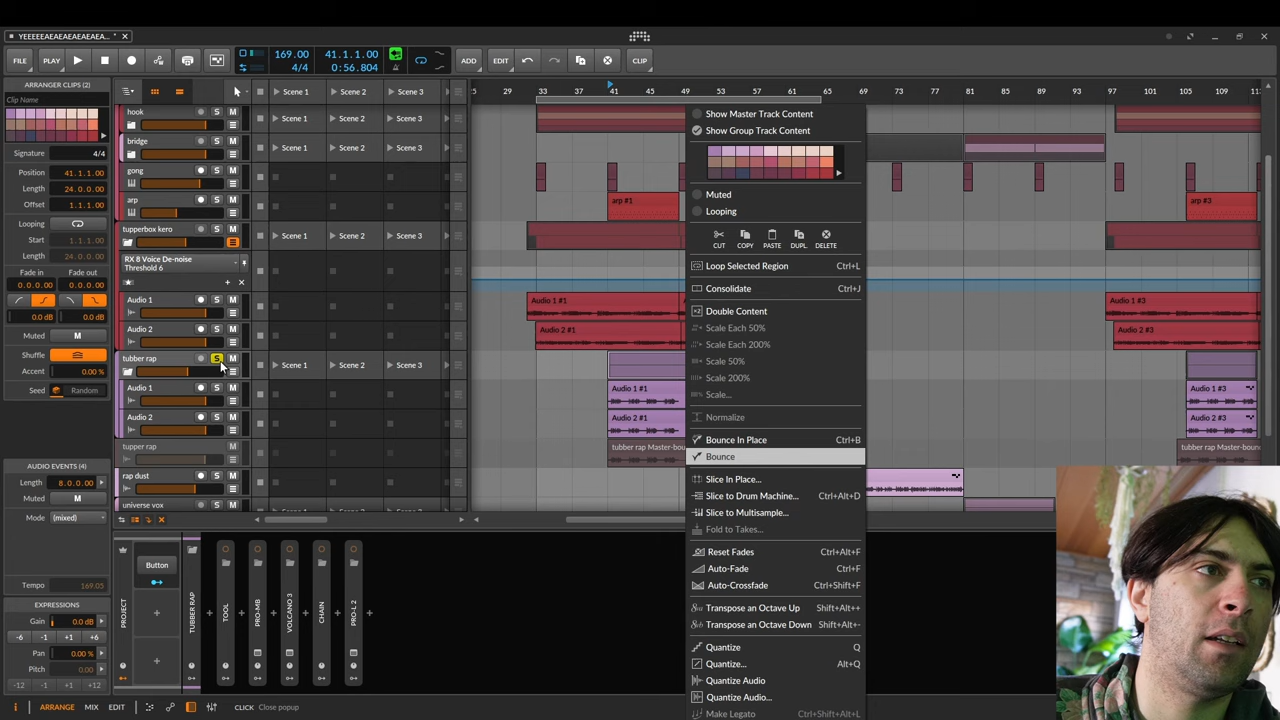 YEEEEEAEAEAEAEAEA... *
FILE PLAY 169.00 4/4 41.1.1.00 0:56.804 ADD EDIT CLIP
ARRANGER CLIPS (2)
Clip Name
Signature 4/4
Position 41.1.1.00
Length 24.0.0.00
Offset 1.1.1.00
Looping
Start 1.1.1.00
Length 24.0.0.00
Fade in Fade out
0.0.0.00 0.0.0.00
0.0 dB 0.0 dB
Muted M
Shuffle
Accent 0.00 %
Seed Random
AUDIO EVENTS (4)
Length 8.0.0.00
Muted M
Mode (mixed)
Tempo 169.05
EXPRESSIONS
Gain 0.0 dB
-6 -1 +1 +6
Pan 0.00 %
Pitch 0.00
-12 -1 +1 +12
Scene 1 Scene 2 Scene 3
29 33 37 41 45 49 53 57 61 65 69 73 77 81 85 89 93 97 101 105 109
hook S M Scene 1 Scene 2 Scene 3
bridge S M Scene 1 Scene 2 Scene 3
gong S M
arp S M
arp #1
arp #3
tupperbox kero S M Scene 1 Scene 2 Scene 3
RX 8 Voice De-noise
Threshold 6
Audio 1 S M
Audio 1 #1
Audio 1 #3
Audio 2 S M
Audio 2 #1
Audio 2 #3
tubber rap S M Scene 1 Scene 2 Scene 3
Audio 1 S M
Audio 1 #1
Audio 1 #3
Audio 2 S M
Audio 2 #1
Audio 2 #3
tupper rap S M
tubber rap Master-boun
tubber rap Master-boun
rap dust S M
universe vox S M
Show Master Track Content
Show Group Track Content
Muted
Looping
CUT COPY PASTE DUPL. DELETE
Loop Selected Region Ctrl+L
Consolidate Ctrl+J
Double Content
Scale Each 50%
Scale Each 200%
Scale 50%
Scale 200%
Scale...
Normalize
Bounce In Place Ctrl+B
Bounce
Slice In Place...
Slice to Drum Machine... Ctrl+Alt+D
Slice to Multisample...
Fold to Takes...
Reset Fades Ctrl+Alt+F
Auto-Fade Ctrl+F
Auto-Crossfade Ctrl+Shift+F
Transpose an Octave Up Shift+Alt++
Transpose an Octave Down Shift+Alt+-
Quantize Q
Quantize... Alt+Q
Quantize Audio
Quantize Audio...
Make Legato Ctrl+Shift+Alt+L
PROJECT
Button
TUBBER RAP
TOOL
PRO-MB
VOLCANO 3
CHAIN
PRO-L 2
ARRANGE MIX EDIT CLICK Close popup